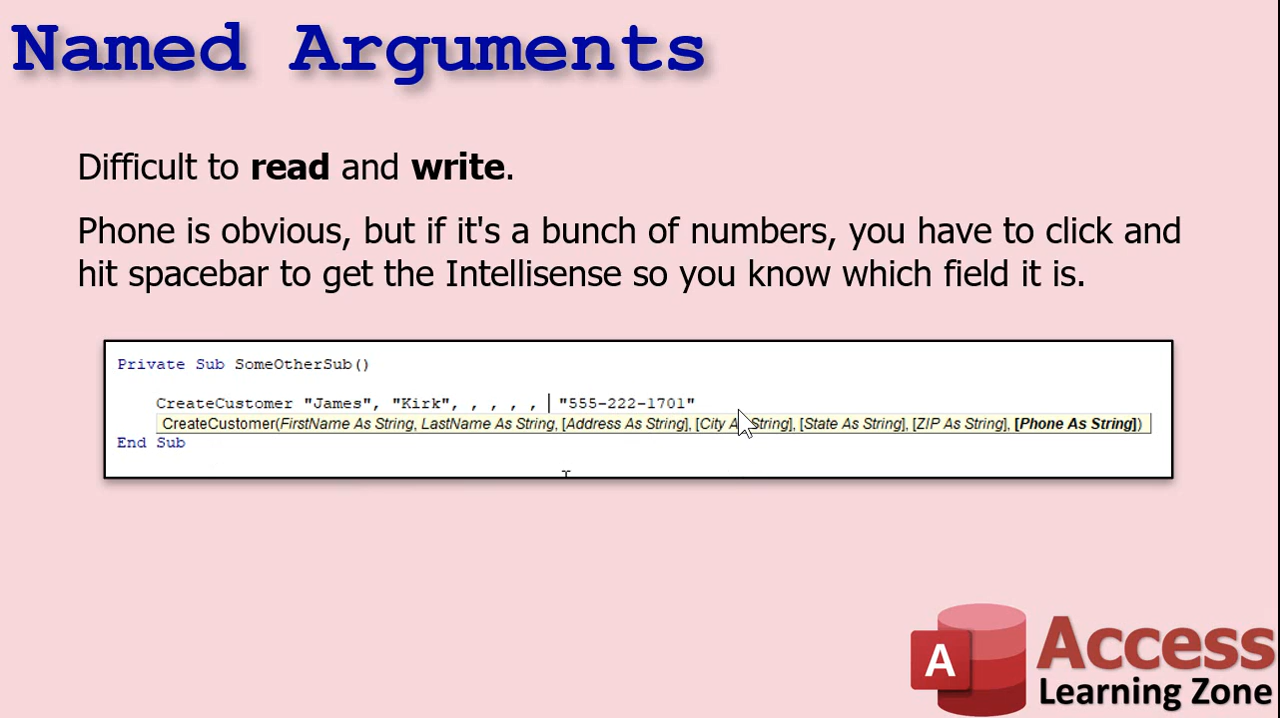 Named Arguments
Difficult to read and write.
Phone is obvious, but if it's a bunch of numbers, you have to click and
hit spacebar to get the Intellisense so you know which field it is.
Private Sub SomeOtherSub()
CreateCustomer "James", "Kirk", , , , , "555-222-1701"
CreateCustomer(FirstName As String, LastName As String, [Address As String], [City As String], [State As String], [ZIP As String], [Phone As String])
End Sub
A
Access
Learning Zone